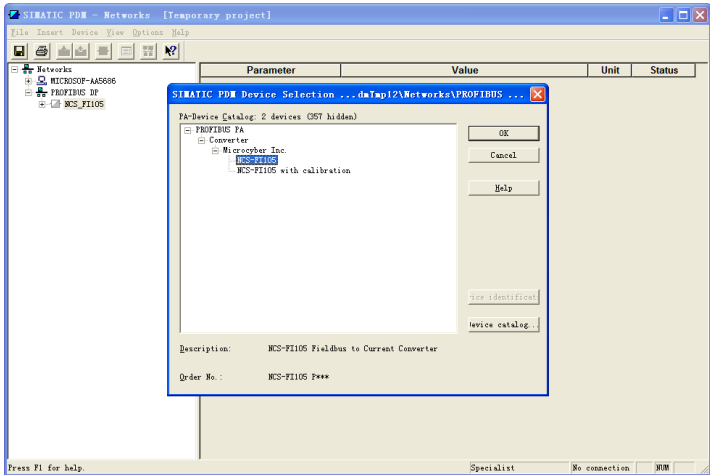 SIMATIC PDM - Networks [Temporary project]
File Insert Device View Options Help
Networks
MICROSOF-AA5686
PROFIBUS DP
NCS_FI105
Parameter Value Unit Status
SIMATIC PDM Device Selection ...dmTmp12\Networks\PROFIBUS ...
PA-Device Catalog: 2 devices (357 hidden)
PROFIBUS PA
Converter
Microcyber Inc.
NCS-FI105
NCS-FI105 with calibration
OK
Cancel
Help
ice identificat
evice catalog...
Description: NCS-FI105 Fieldbus to Current Converter
Order No.: NCS-FI105 P***
Press F1 for help. Specialist No connection NUM